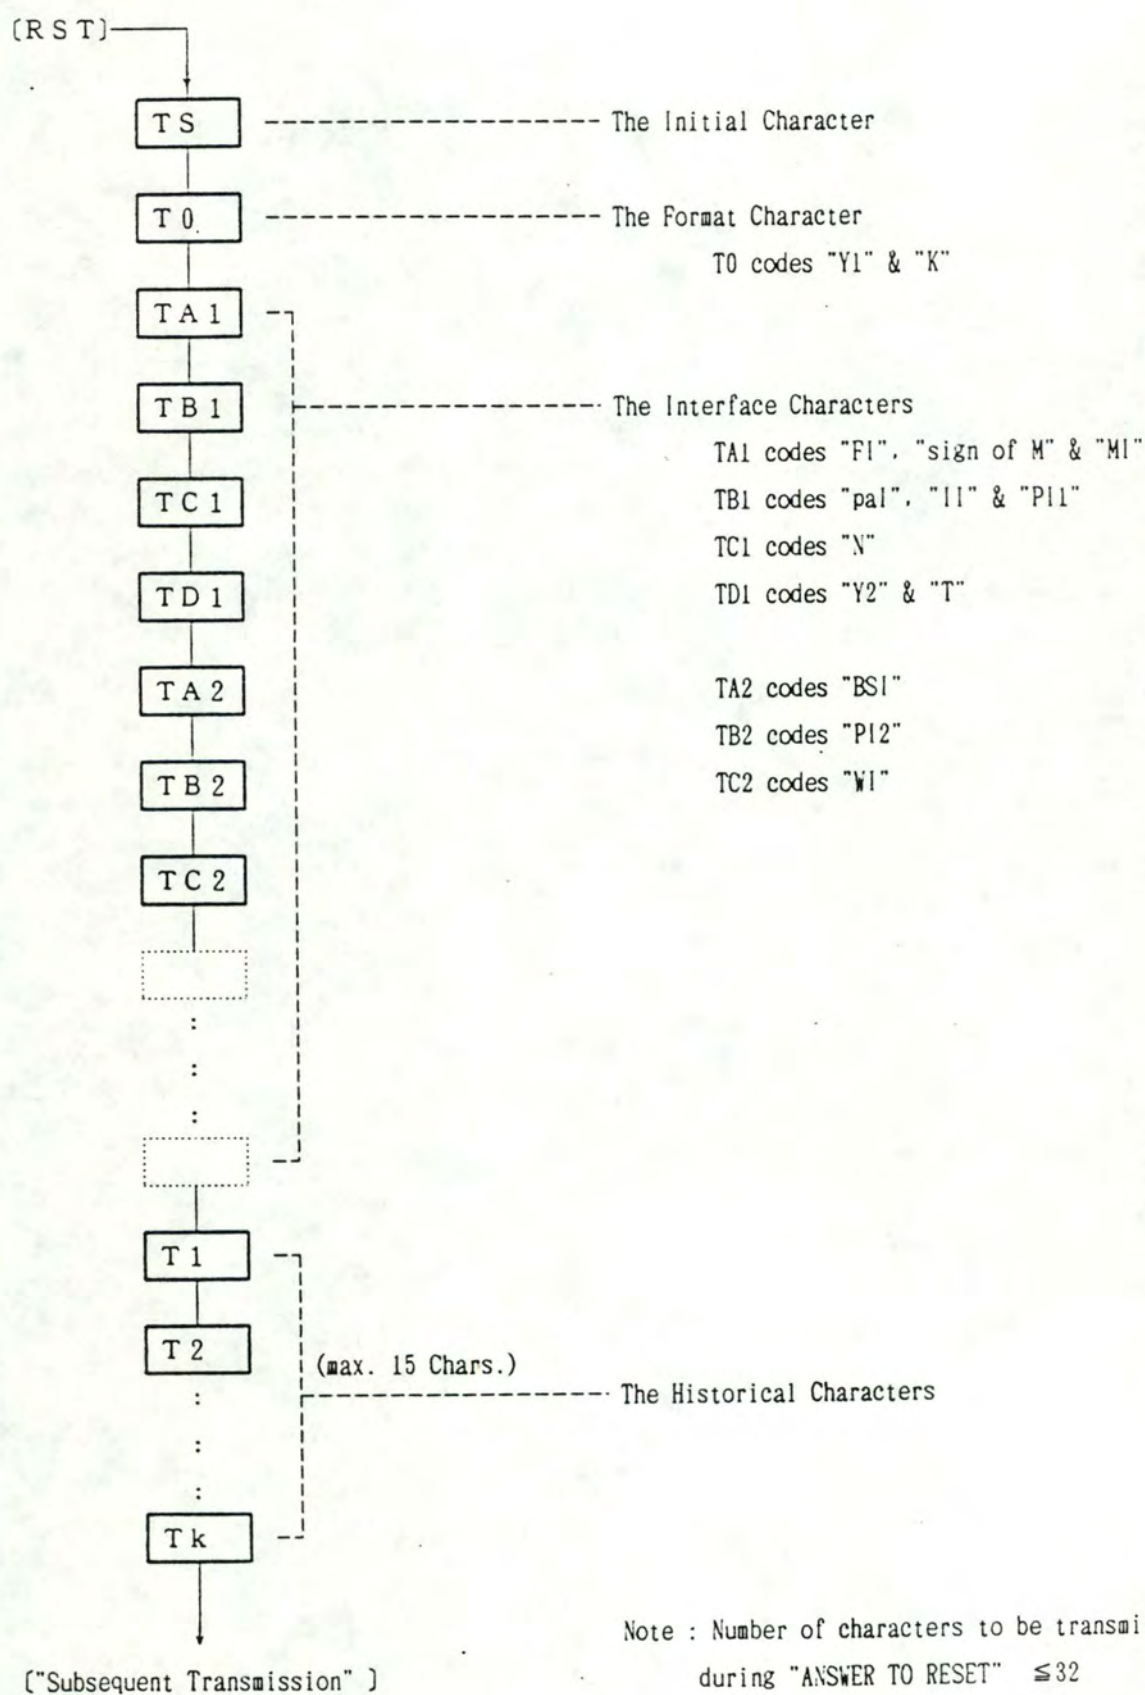 [RST]
TS
The Initial Character
T0
The Format Character
T0 codes "Y1" & "K"
TA1
TB1
The Interface Characters
TA1 codes "FI", "sign of M" & "MI"
TB1 codes "pa1", "II" & "PI1"
TC1
TC1 codes "N"
TD1
TD1 codes "Y2" & "T"
TA2
TA2 codes "BSI"
TB2 codes "PI2"
TB2
TC2 codes "WI"
TC2
:
:
:
T1
T2
(max. 15 Chars.)
The Historical Characters
:
:
:
Tk
Note : Number of characters to be transmi
["Subsequent Transmission" ]
during "ANSWER TO RESET" ≦32